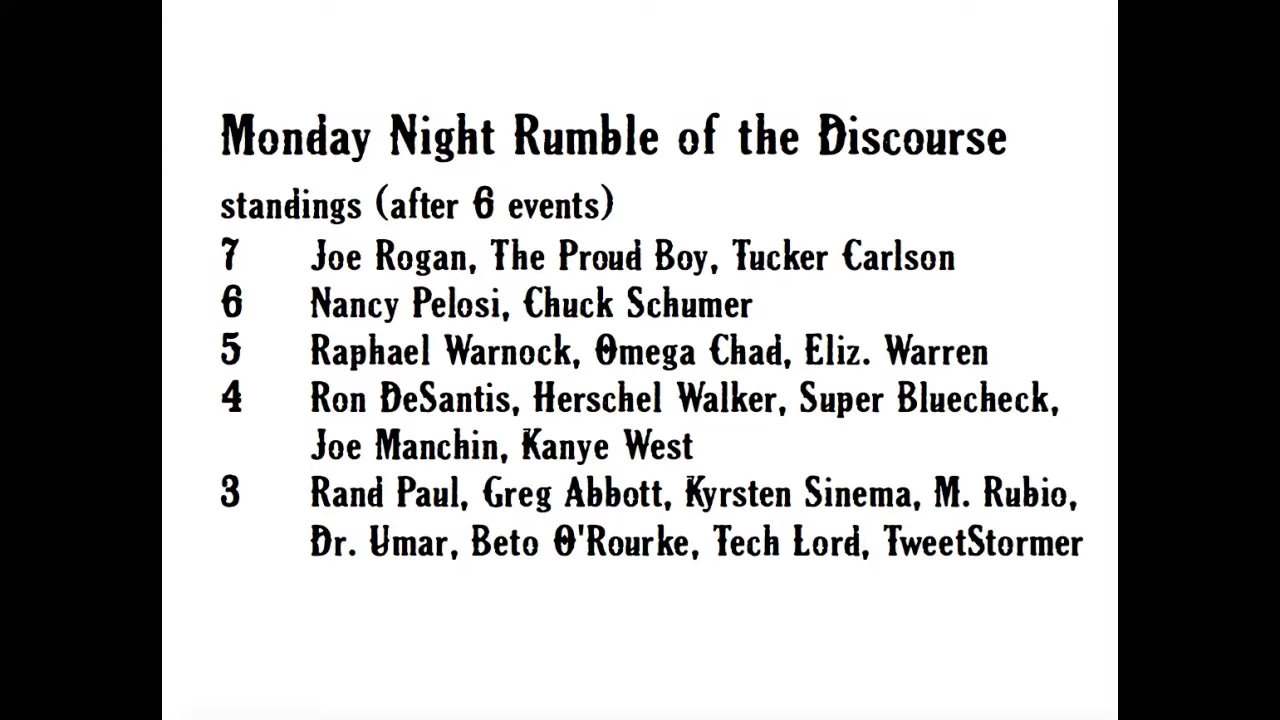 Monday Night Rumble of the Discourse
standings (after 6 events)
7 Joe Rogan, The Proud Boy, Tucker Carlson
6 Nancy Pelosi, Chuck Schumer
5 Raphael Warnock, Omega Chad, Eliz. Warren
4 Ron DeSantis, Herschel Walker, Super Bluecheck,
Joe Manchin, Kanye West
3 Rand Paul, Greg Abbott, Kyrsten Sinema, M. Rubio,
Dr. Umar, Beto O'Rourke, Tech Lord, TweetStormer